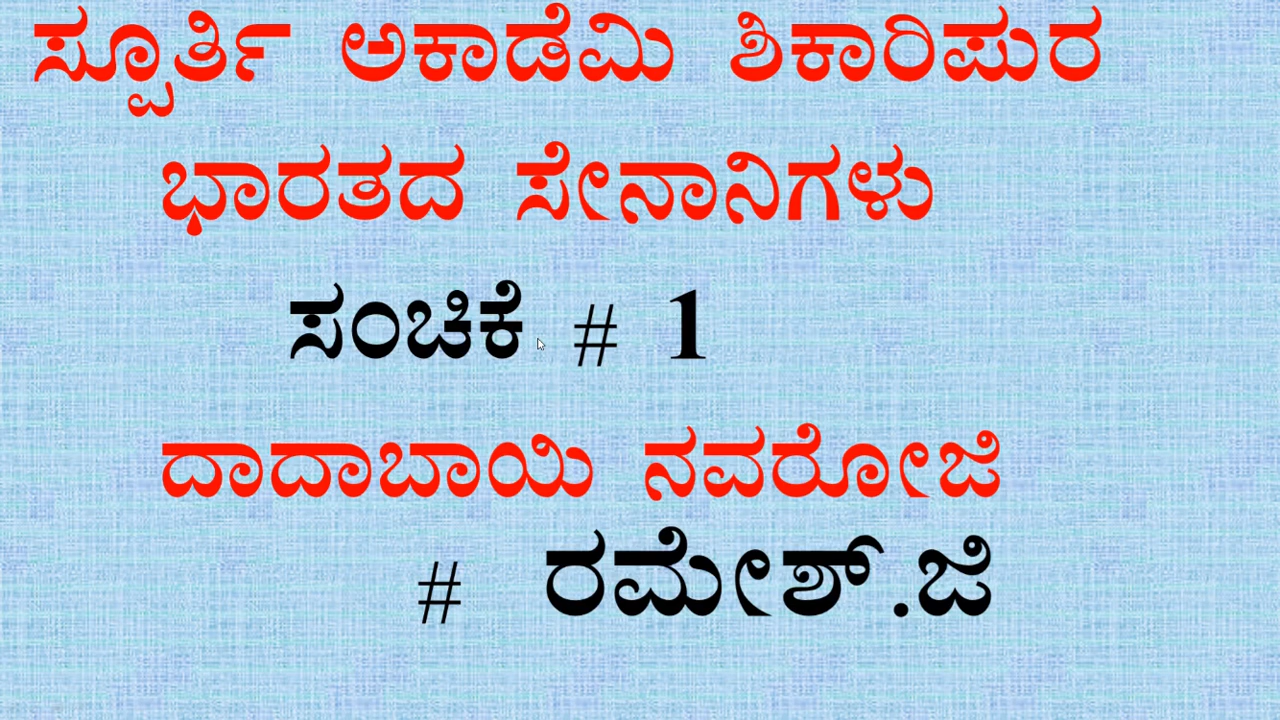 ಸ್ಪೂರ್ತಿ ಅಕಾಡೆಮಿ ಶಿಕಾರಿಪುರ
ಭಾರತದ ಸೇನಾನಿಗಳು
ಸಂಚಿಕೆ # 1
ದಾದಾಬಾಯಿ ನವರೋಜಿ
# ರಮೇಶ್.ಜಿ